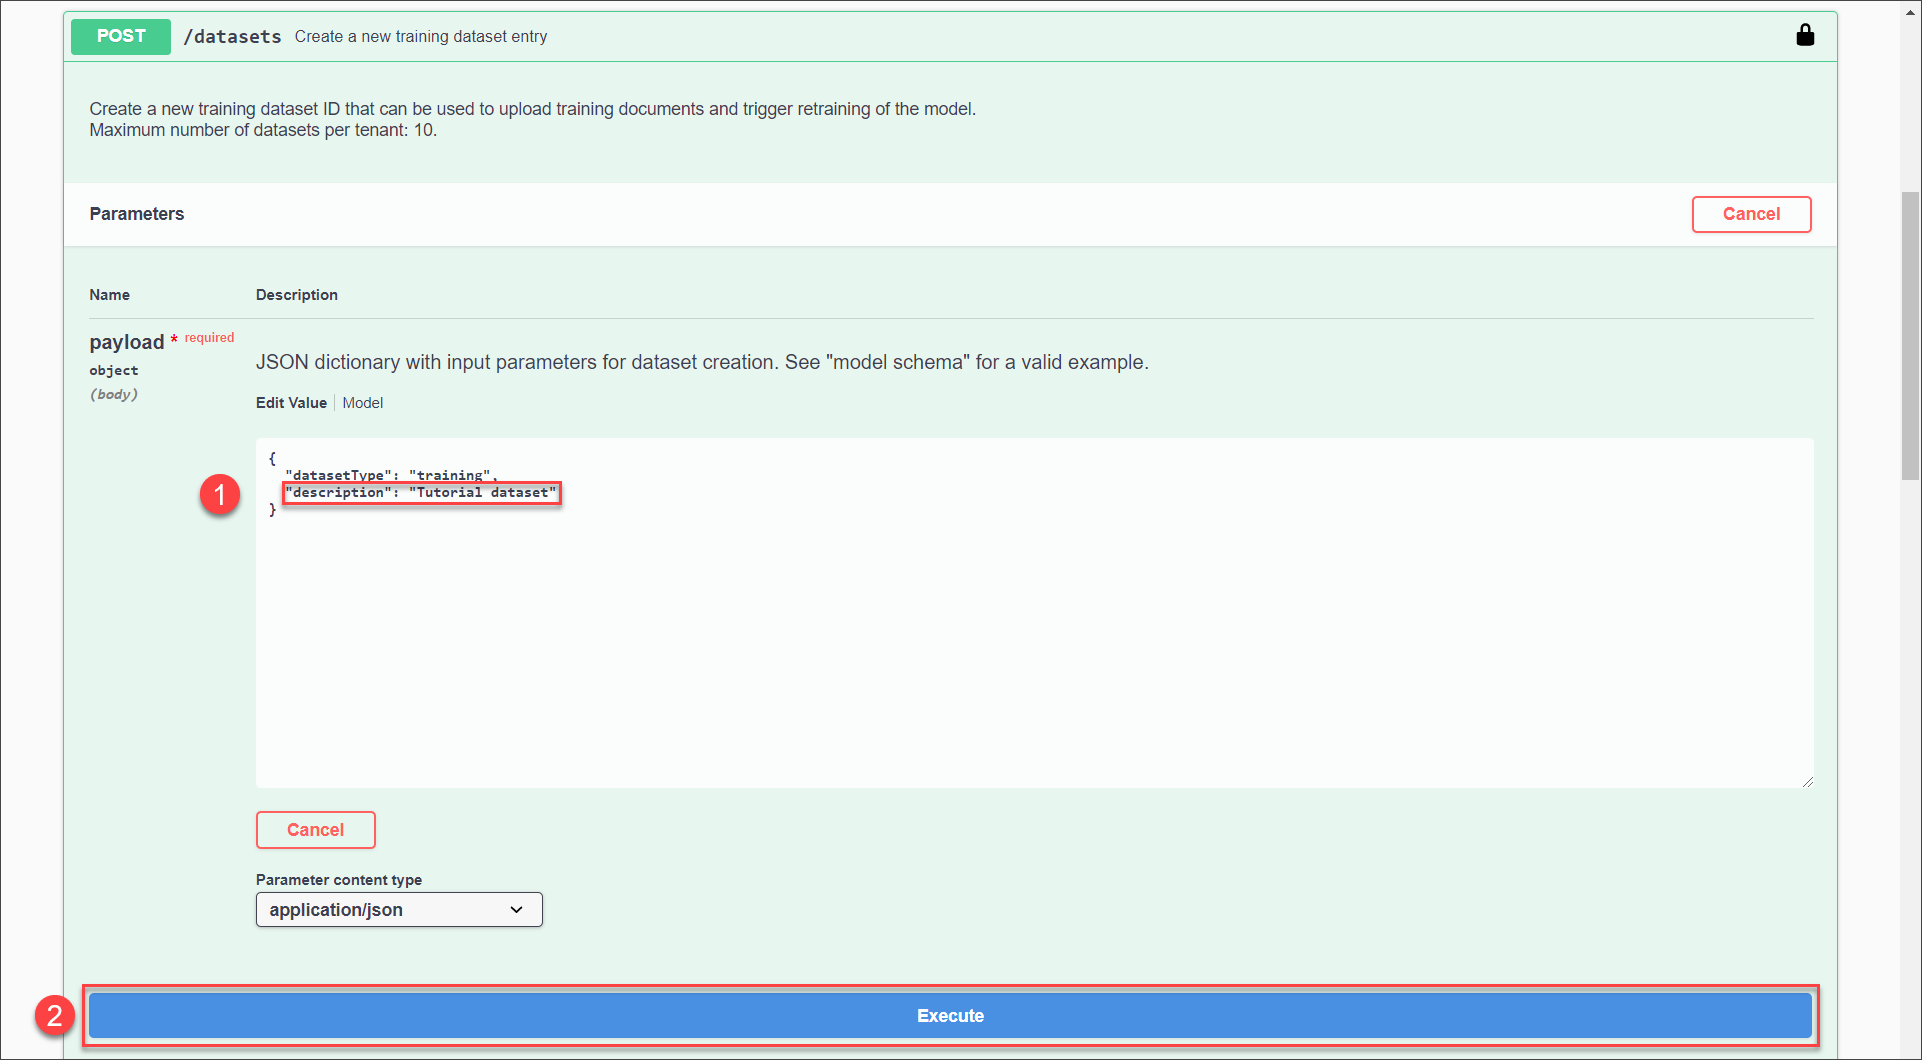 POST /datasets Create a new training dataset entry
Create a new training dataset ID that can be used to upload training documents and trigger retraining of the model.
Maximum number of datasets per tenant: 10.
Parameters Cancel
Name Description
payload * required
object
(body)
JSON dictionary with input parameters for dataset creation. See "model schema" for a valid example.
Edit Value | Model
{
"datasetType": "training",
1 "description": "Tutorial dataset"
}
Cancel
Parameter content type
application/json
2 Execute